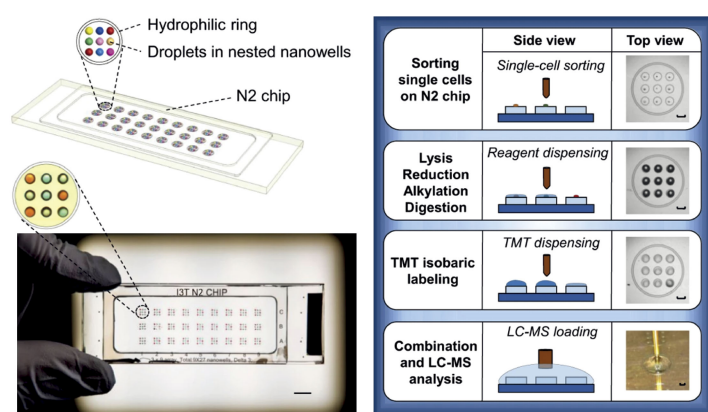 Hydrophilic ring
Droplets in nested nanowells
N2 chip
I3T N2 CHIP
C
B
A
Side view
Top view
Sorting
single cells
on N2 chip
Single-cell sorting
Lysis
Reduction
Alkylation
Digestion
Reagent dispensing
TMT isobaric
labeling
TMT dispensing
Combination
and LC-MS
analysis
LC-MS loading